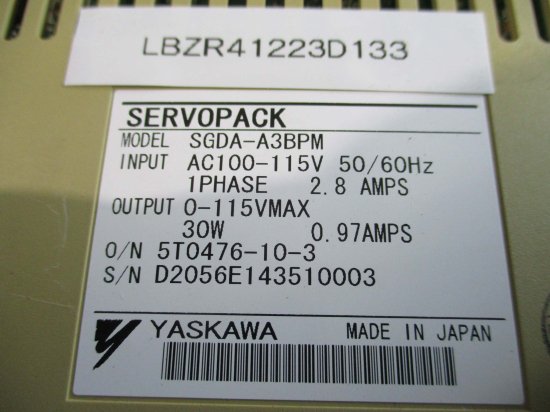 LBZR41223D133
SERVOPACK
MODEL SGDA-A3BPM
INPUT AC100-115V 50/60Hz
1PHASE 2.8 AMPS
OUTPUT 0-115VMAX
30W 0.97AMPS
O/N 5T0476-10-3
S/N D2056E143510003
YASKAWA MADE IN JAPAN